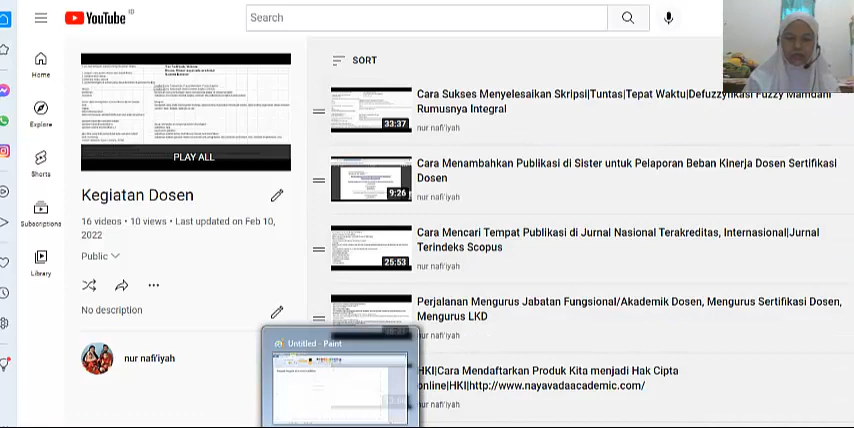 YouTube ID
Search
Home
Explore
Shorts
Subscriptions
Library
PLAY ALL
Kegiatan Dosen
16 videos • 10 views • Last updated on Feb 10,
2022
Public
No description
nur nafi'iyah
SORT
Cara Sukses Menyelesaikan Skripsi|Tuntas|Tepat Waktu|Defuzzyfikasi Fuzzy Mamdani
Rumusnya Integral
33:37
nur nafi'iyah
Cara Menambahkan Publikasi di Sister untuk Pelaporan Beban Kinerja Dosen Sertifikasi
Dosen
9:26
nur nafi'iyah
Cara Mencari Tempat Publikasi di Jurnal Nasional Terakreditas, Internasional|Jurnal
Terindeks Scopus
25:53
nur nafi'iyah
Perjalanan Mengurus Jabatan Fungsional/Akademik Dosen, Mengurus Sertifikasi Dosen,
Mengurus LKD
nur nafi'iyah
HKI|Cara Mendaftarkan Produk Kita menjadi Hak Cipta
online|HKI|http://www.nayavadaacademic.com/
nur nafi'iyah
Untitled - Paint